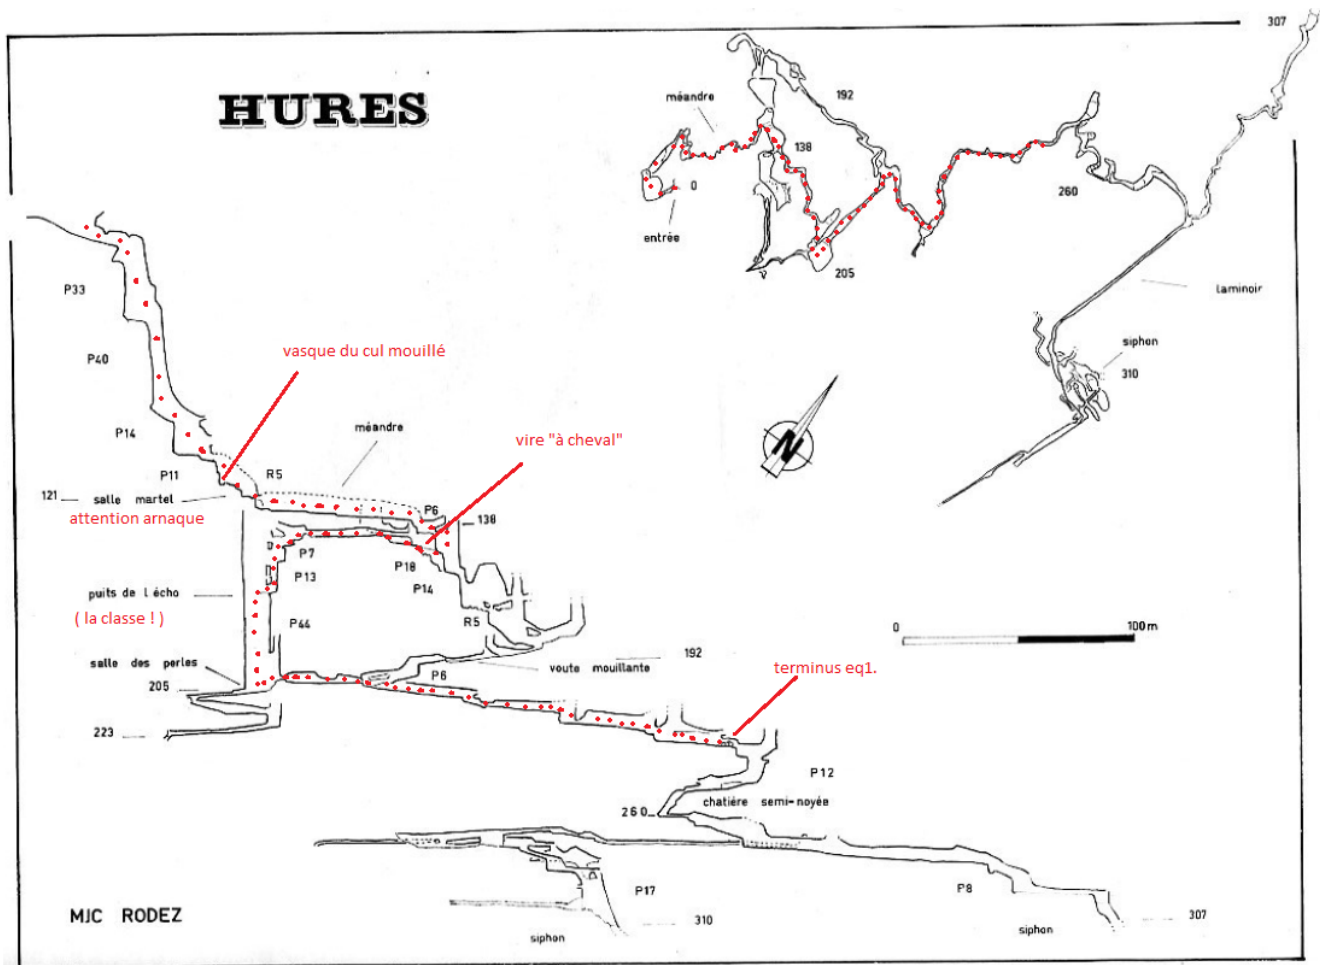 307
HURES
méandre
192
138
0
260
entrée
205
P33
laminoir
vasque du cul mouillé
siphon
P40
310
P14
méandre
vire "à cheval"
N
P11
R5
121
salle martel
P6
attention arnaque
138
P7
P18
P13
P14
puits de l écho
0
100m
( la classe ! )
P44
R5
192
salle des perles
voute mouillante
terminus eq1.
P6
205
223
P12
chatière semi-noyée
260
P17
P8
MJC RODEZ
310
307
siphon
siphon